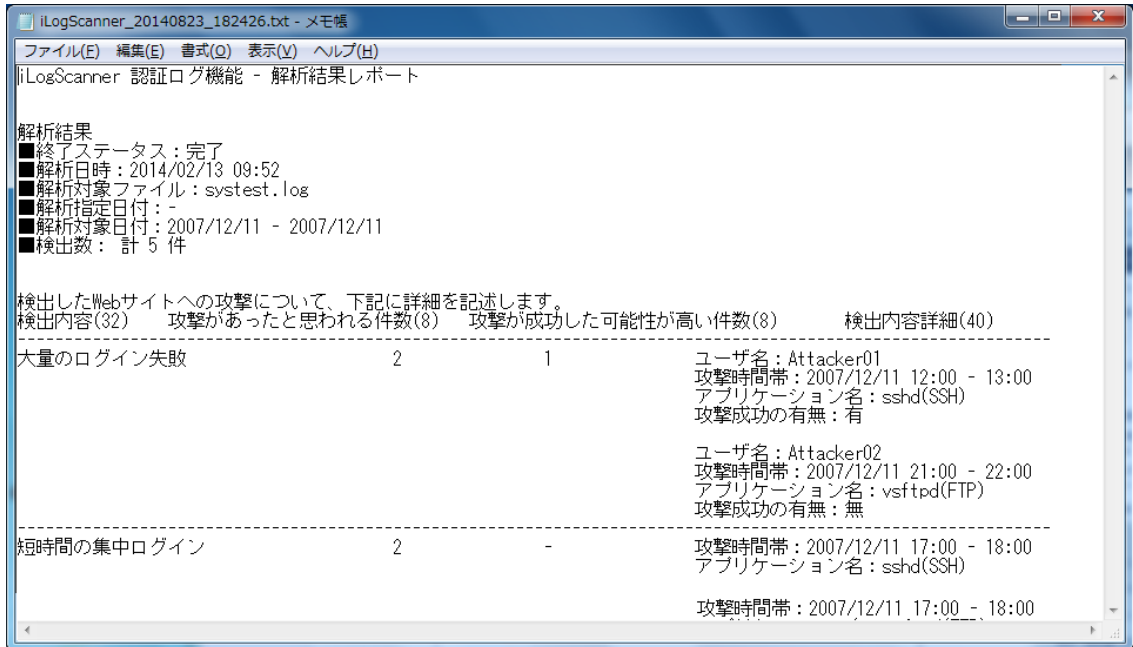 iLogScanner_20140823_182426.txt - メモ帳
ファイル(F) 編集(E) 書式(O) 表示(V) ヘルプ(H)
iLogScanner 認証ログ機能 - 解析結果レポート
解析結果
■終了ステータス:完了
■解析日時:2014/02/13 09:52
■解析対象ファイル:systest.log
■解析指定日付:-
■解析対象日付:2007/12/11 - 2007/12/11
■検出数: 計 5 件
検出したWebサイトへの攻撃について、下記に詳細を記述します。
検出内容(32) 攻撃があったと思われる件数(8) 攻撃が成功した可能性が高い件数(8) 検出内容詳細(40)
大量のログイン失敗 2 1 ユーザ名:Attacker01
攻撃時間帯:2007/12/11 12:00 - 13:00
アプリケーション名:sshd(SSH)
攻撃成功の有無:有
ユーザ名:Attacker02
攻撃時間帯:2007/12/11 21:00 - 22:00
アプリケーション名:vsftpd(FTP)
攻撃成功の有無:無
短時間の集中ログイン 2 - 攻撃時間帯:2007/12/11 17:00 - 18:00
アプリケーション名:sshd(SSH)
攻撃時間帯:2007/12/11 17:00 - 18:00